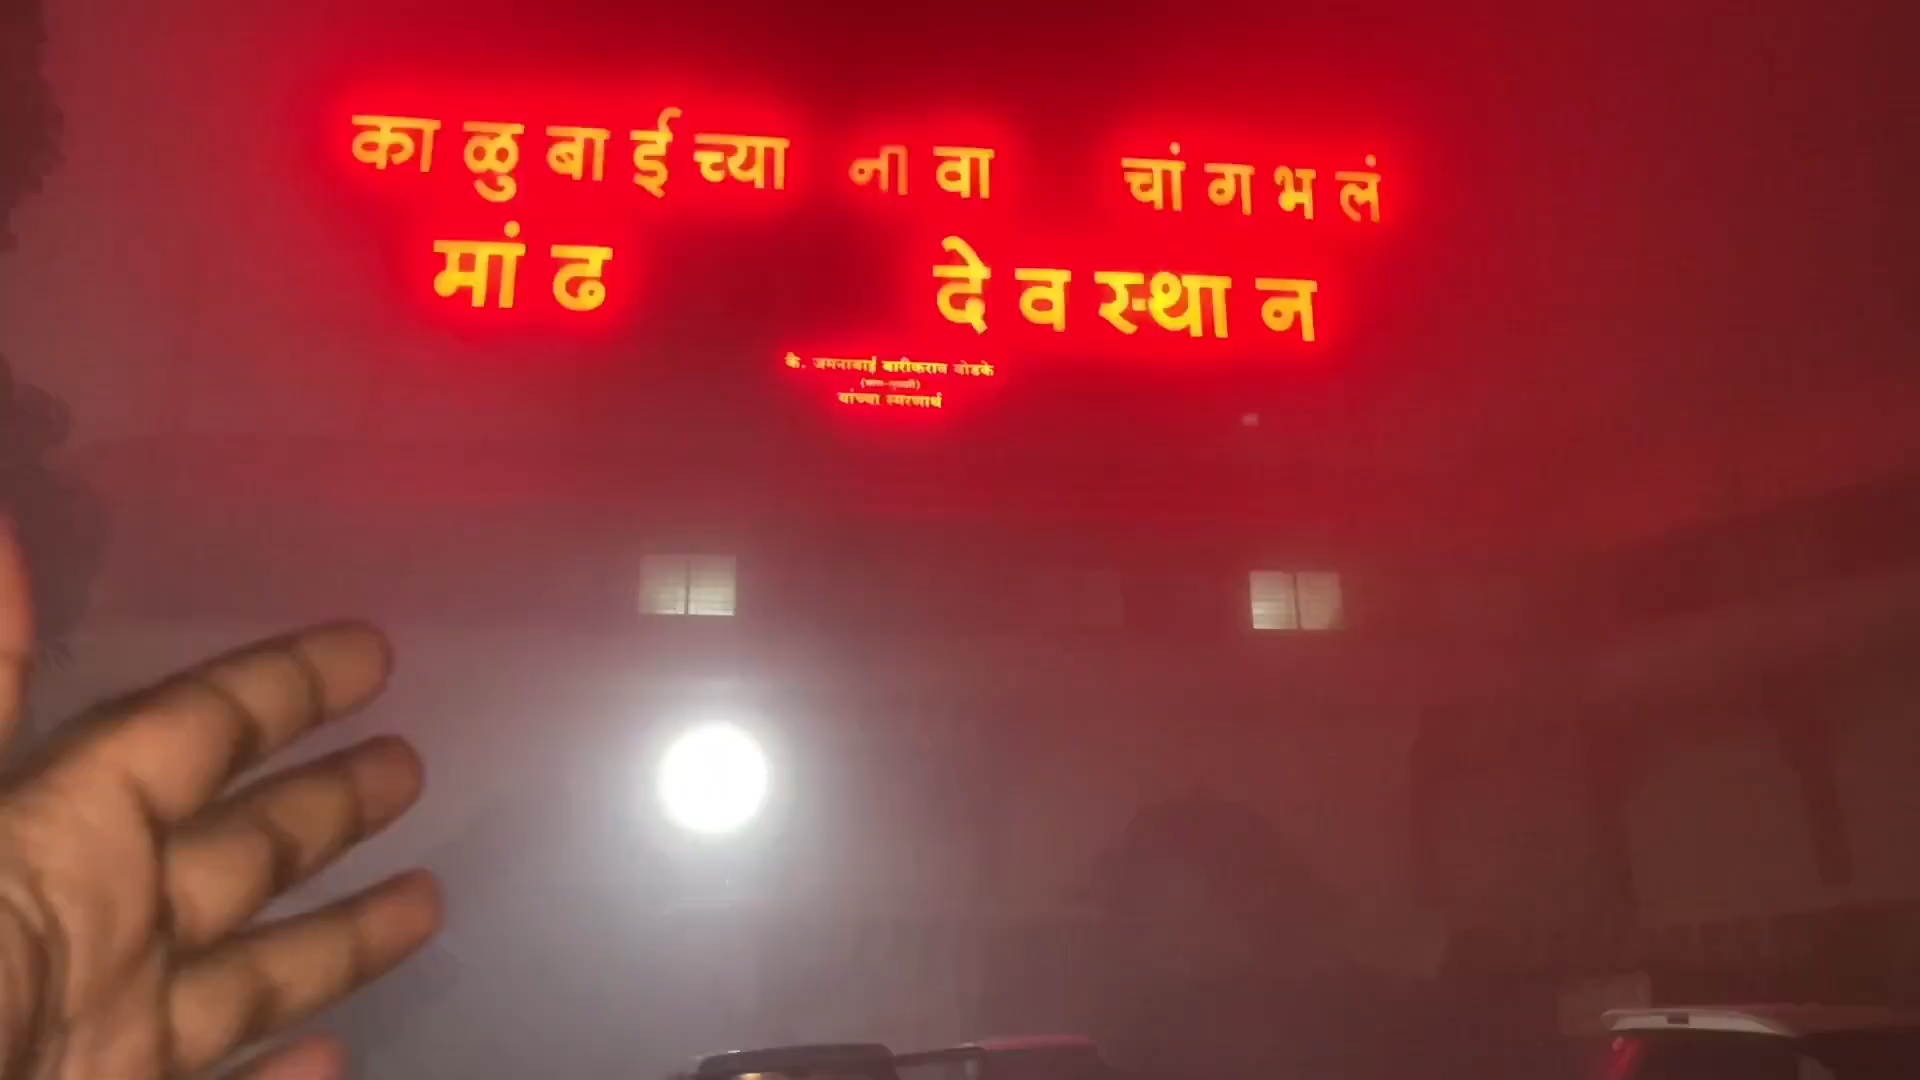 काळुबाईच्या नावा चांगभलं
मांढ देवस्थान
कै. जमनाबाई बारीकराव बोडके
यांच्या स्मरणार्थ